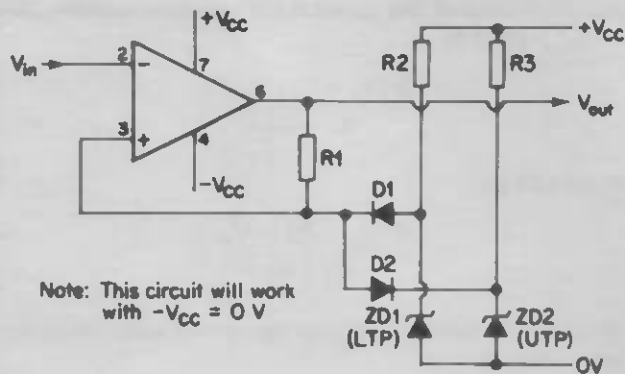 +Vcc
+Vcc
R2
R3
Vin
2
-
7
6
Vout
3
+
4
R1
-Vcc
D1
D2
Note: This circuit will work
with -Vcc = 0 V
ZD1
(LTP)
ZD2
(UTP)
0V